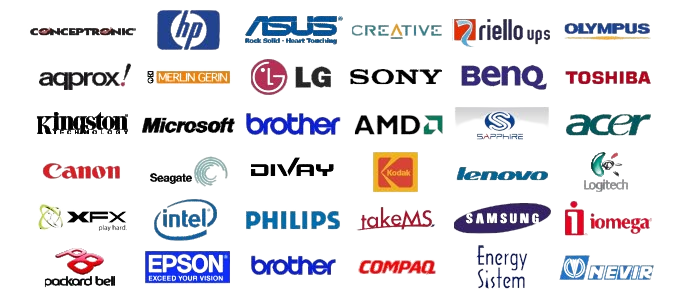 CONCEPTRONIC
hp
ASUS
Rock Solid · Heart Touching
CREATIVE
riello ups
OLYMPUS
aqprox!
MERLIN GERIN
LG
SONY
BenQ
TOSHIBA
Kingston
TECHNOLOGY
Microsoft
brother
AMD
SAPPHIRE
acer
Canon
Seagate
DIVAY
Kodak
lenovo
Logitech
XFX
play hard.
intel
PHILIPS
takeMS
SAMSUNG
iomega
packard bell
EPSON
EXCEED YOUR VISION
brother
COMPAQ
Energy
Sistem
NEVIR